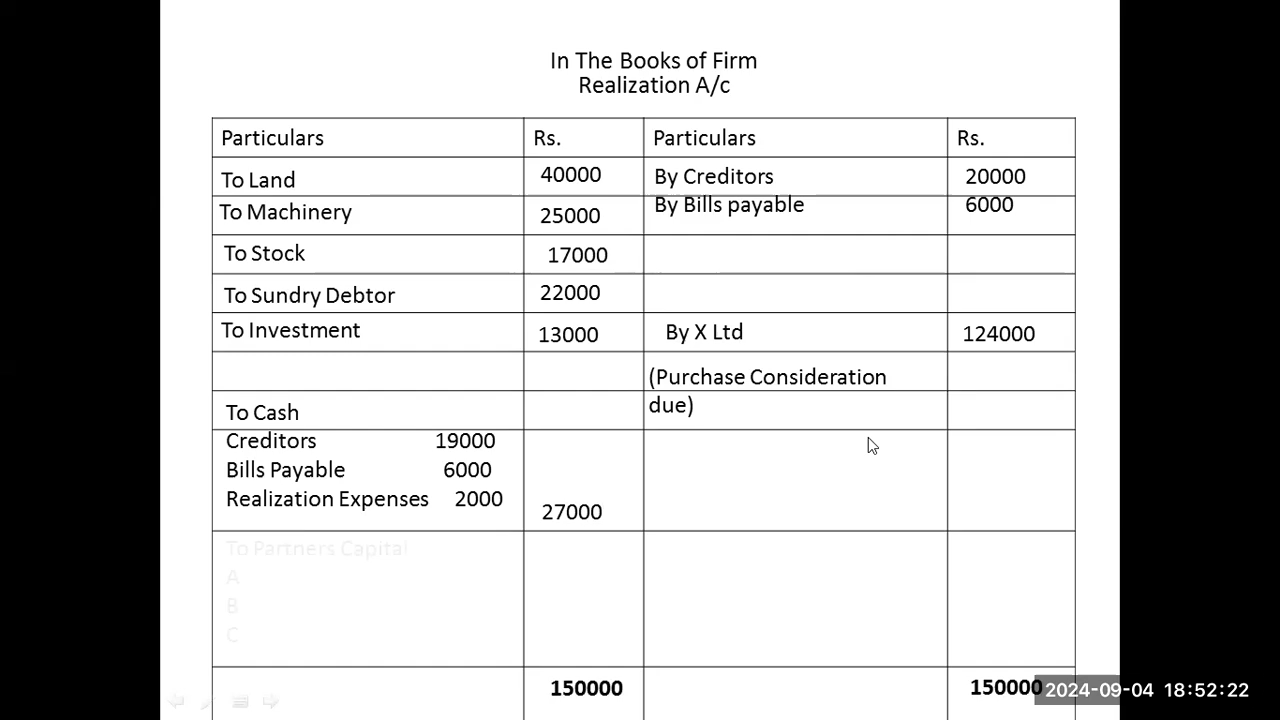 In The Books of Firm
Realization A/c
Particulars Rs. Particulars Rs.
To Land 40000 By Creditors 20000
To Machinery 25000 By Bills payable 6000
To Stock 17000
To Sundry Debtor 22000
To Investment 13000 By X Ltd 124000
(Purchase Consideration
To Cash due)
Creditors 19000
Bills Payable 6000
Realization Expenses 2000 27000
To Partners Capital
A
B
C
150000 150000
2024-09-04 18:52:22